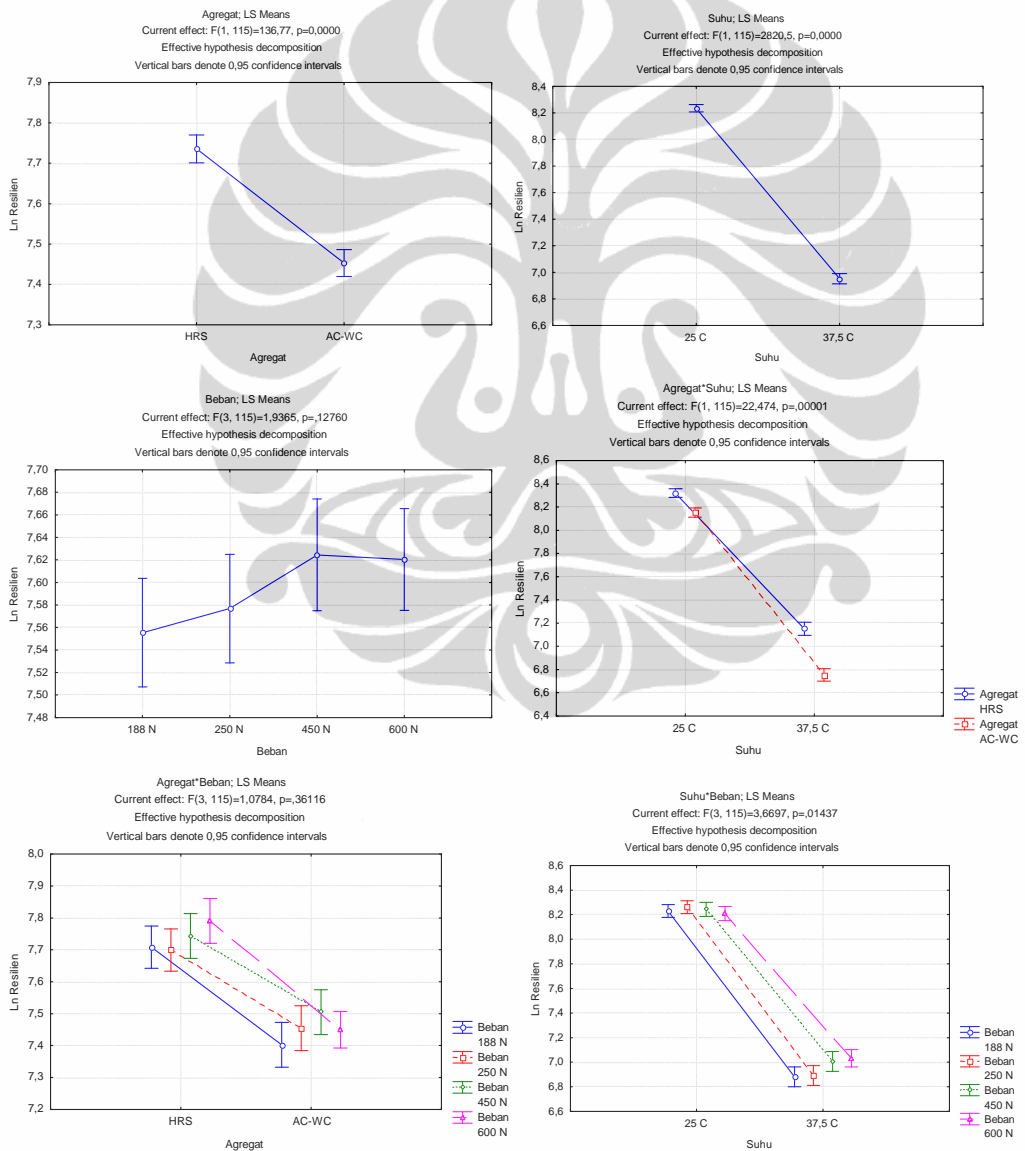 Agregat; LS Means
Current effect: F(1, 115)=136,77, p=0,0000
Effective hypothesis decomposition
Vertical bars denote 0,95 confidence intervals
7,9
7,8
7,7
7,6
7,5
7,4
7,3
Ln Resilien
HRS
AC-WC
Agregat
Suhu; LS Means
Current effect: F(1, 115)=2820,5, p=0,0000
Effective hypothesis decomposition
Vertical bars denote 0,95 confidence intervals
8,4
8,2
8,0
7,8
7,6
7,4
7,2
7,0
6,8
6,6
Ln Resilien
25 C
37,5 C
Suhu
Beban; LS Means
Current effect: F(3, 115)=1,9365, p=,12760
Effective hypothesis decomposition
Vertical bars denote 0,95 confidence intervals
7,70
7,68
7,66
7,64
7,62
7,60
7,58
7,56
7,54
7,52
7,50
7,48
Ln Resilien
188 N
250 N
450 N
600 N
Beban
Agregat*Suhu; LS Means
Current effect: F(1, 115)=22,474, p=,00001
Effective hypothesis decomposition
Vertical bars denote 0,95 confidence intervals
8,6
8,4
8,2
8,0
7,8
7,6
7,4
7,2
7,0
6,8
6,6
6,4
Ln Resilien
25 C
37,5 C
Suhu
Agregat
HRS
Agregat
AC-WC
Agregat*Beban; LS Means
Current effect: F(3, 115)=1,0784, p=,36116
Effective hypothesis decomposition
Vertical bars denote 0,95 confidence intervals
8,0
7,9
7,8
7,7
7,6
7,5
7,4
7,3
7,2
Ln Resilien
HRS
AC-WC
Agregat
Beban
188 N
Beban
250 N
Beban
450 N
Beban
600 N
Suhu*Beban; LS Means
Current effect: F(3, 115)=3,6697, p=,01437
Effective hypothesis decomposition
Vertical bars denote 0,95 confidence intervals
8,6
8,4
8,2
8,0
7,8
7,6
7,4
7,2
7,0
6,8
6,6
Ln Resilien
25 C
37,5 C
Suhu
Beban
188 N
Beban
250 N
Beban
450 N
Beban
600 N